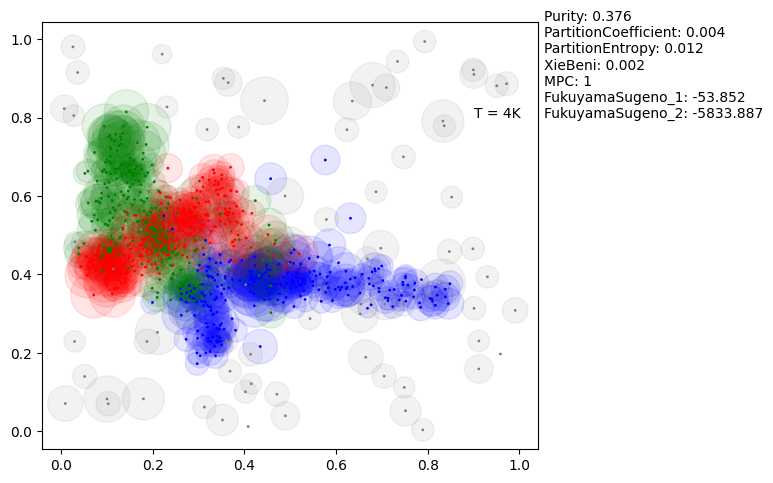 Purity: 0.376
PartitionCoefficient: 0.004
PartitionEntropy: 0.012
XieBeni: 0.002
MPC: 1
FukuyamaSugeno_1: -53.852
FukuyamaSugeno_2: -5833.887
T = 4K
1.0
0.8
0.6
0.4
0.2
0.0
0.0 0.2 0.4 0.6 0.8 1.0